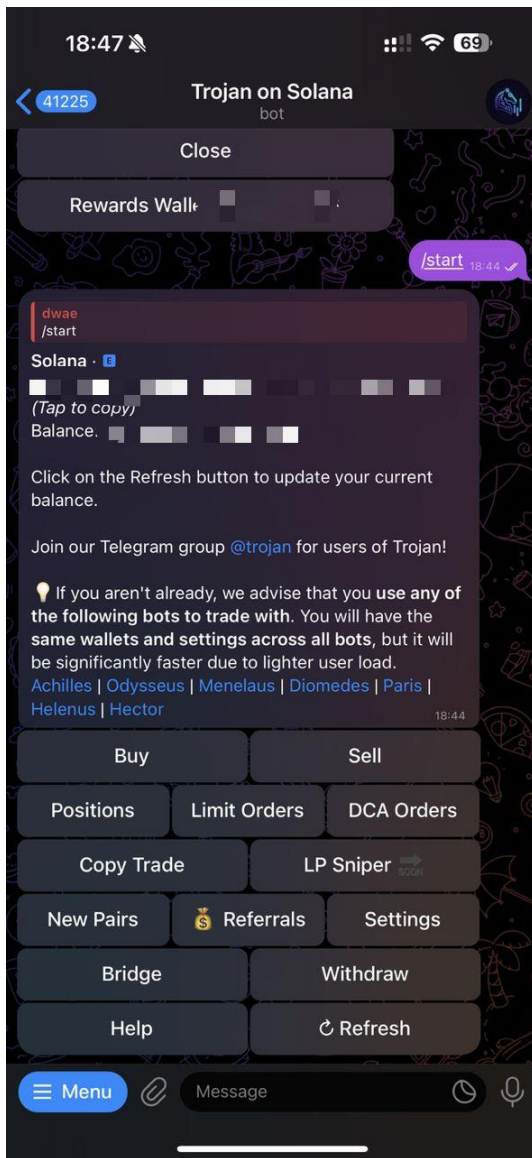 18:47
69
41225
Trojan on Solana
bot
Close
Rewards
/start 18:44
dwae
/start
Solana · E
(Tap to copy)
Balance.
Click on the Refresh button to update your current
balance.
Join our Telegram group @trojan for users of Trojan!
💡 If you aren't already, we advise that you use any of
the following bots to trade with. You will have the
same wallets and settings across all bots, but it will
be significantly faster due to lighter user load.
Achilles | Odysseus | Menelaus | Diomedes | Paris |
Helenus | Hector
18:44
Buy Sell
Positions Limit Orders DCA Orders
Copy Trade LP Sniper SOON
New Pairs 💰 Referrals Settings
Bridge Withdraw
Help ↻ Refresh
Menu Message